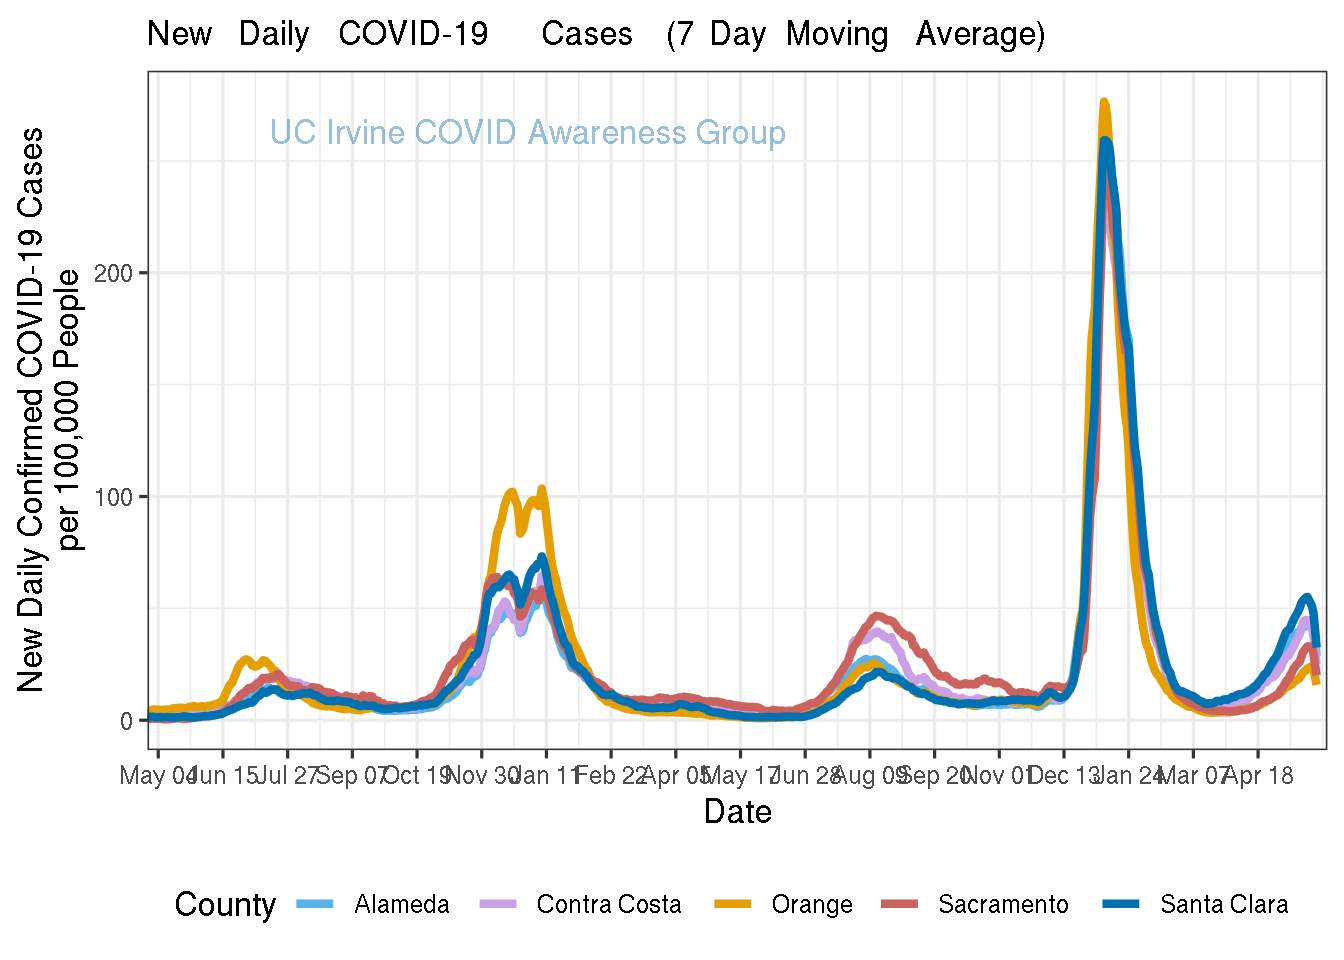 New Daily COVID-19 Cases (7 Day Moving Average)
UC Irvine COVID Awareness Group
New Daily Confirmed COVID-19 Cases
per 100,000 People
200
100
0
May 04 Jun 15 Jul 27 Sep 07 Oct 19 Nov 30 Jan 11 Feb 22 Apr 05 May 17 Jun 28 Aug 09 Sep 20 Nov 01 Dec 13 Jan 24 Mar 07 Apr 18
Date
County Alameda Contra Costa Orange Sacramento Santa Clara